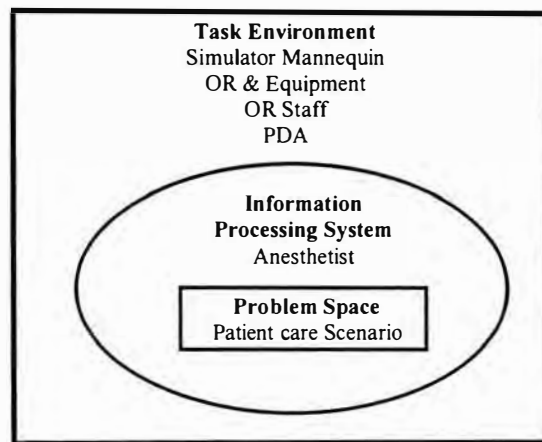 Task Environment
Simulator Mannequin
OR & Equipment
OR Staff
PDA
Information
Processing System
Anesthetist
Problem Space
Patient care Scenario